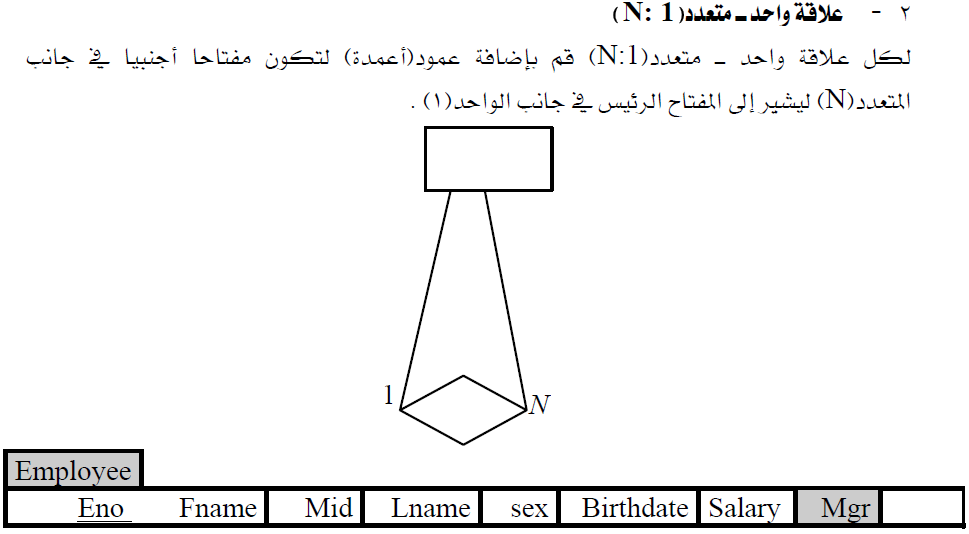 ٢ - علاقة واحد – متعدد(N: 1)
لكل علاقة واحد – متعدد(N:1) قم بإضافة عمود(أعمدة) لتكون مفتاحا أجنبيا في جانب
المتعدد(N) ليشير إلى المفتاح الرئيس في جانب الواحد(١) .
1 N
Employee
Eno Fname Mid Lname sex Birthdate Salary Mgr